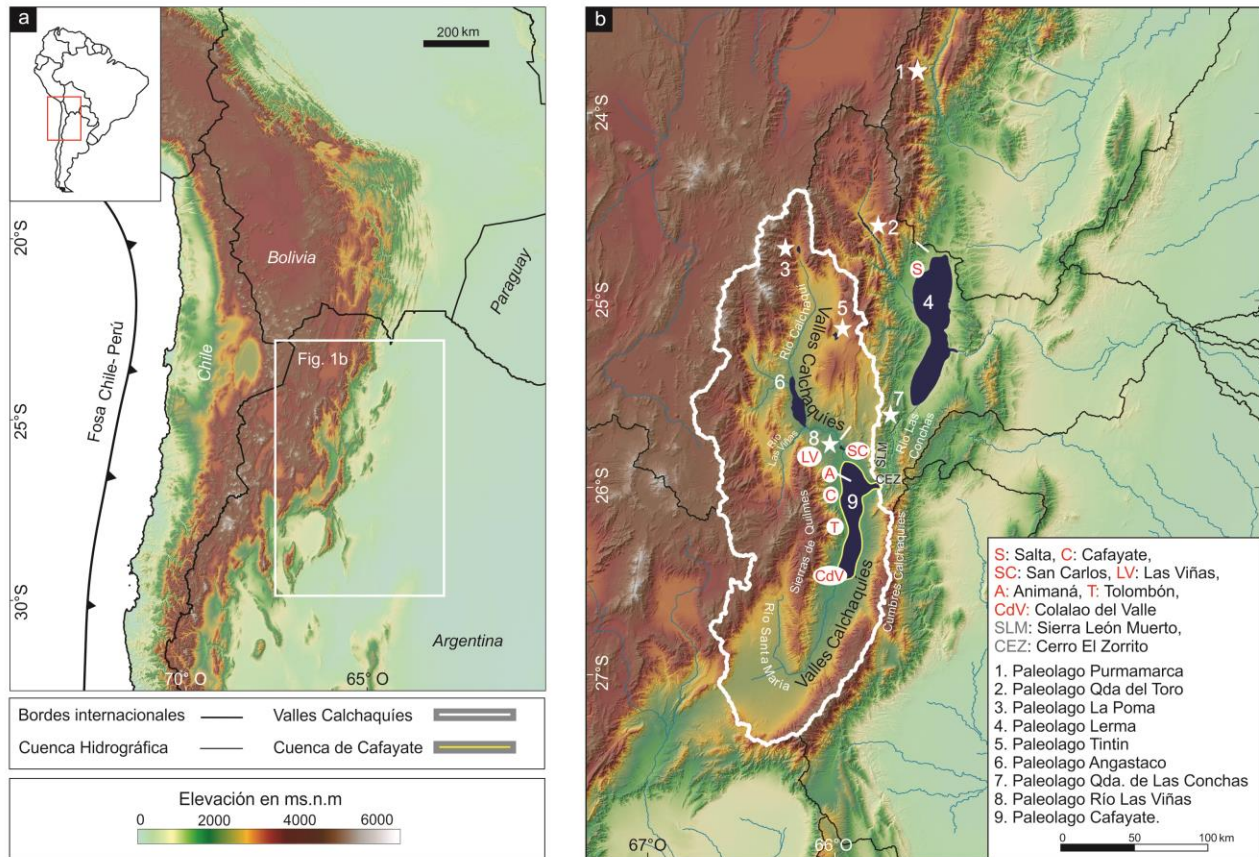 a
200 km
20°S
25°S
30°S
Bolivia
Paraguay
Chile
Fosa Chile- Perú
Fig. 1b
Argentina
70° O
65° O
Bordes internacionales
Valles Calchaquíes
Cuenca Hidrográfica
Cuenca de Cafayate
Elevación en ms.n.m
0 2000 4000 6000
b
1
24°S
2
3
S
4
25°S
Río Calchaquí
5
Valles Calchaquíes
6
7
Río Las Conchas
Río Las Viñas
8
LV
SC
SLM
A
CEZ
26°S
C
9
T
Sierras de Quilmes
CdV
Cumbres Calchaquíes
Río Santa María
Valles Calchaquíes
27°S
67°O
66°O
S: Salta, C: Cafayate,
SC: San Carlos, LV: Las Viñas,
A: Animaná, T: Tolombón,
CdV: Colalao del Valle
SLM: Sierra León Muerto,
CEZ: Cerro El Zorrito
1. Paleolago Purmamarca
2. Paleolago Qda del Toro
3. Paleolago La Poma
4. Paleolago Lerma
5. Paleolago Tintin
6. Paleolago Angastaco
7. Paleolago Qda. de Las Conchas
8. Paleolago Río Las Viñas
9. Paleolago Cafayate.
0 50 100 km